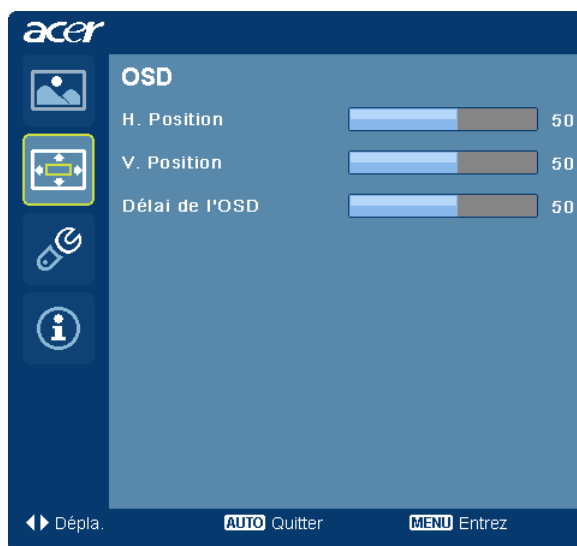 acer
OSD
H. Position 50
V. Position 50
Délai de l'OSD 50
Dépla. AUTO Quitter MENU Entrez